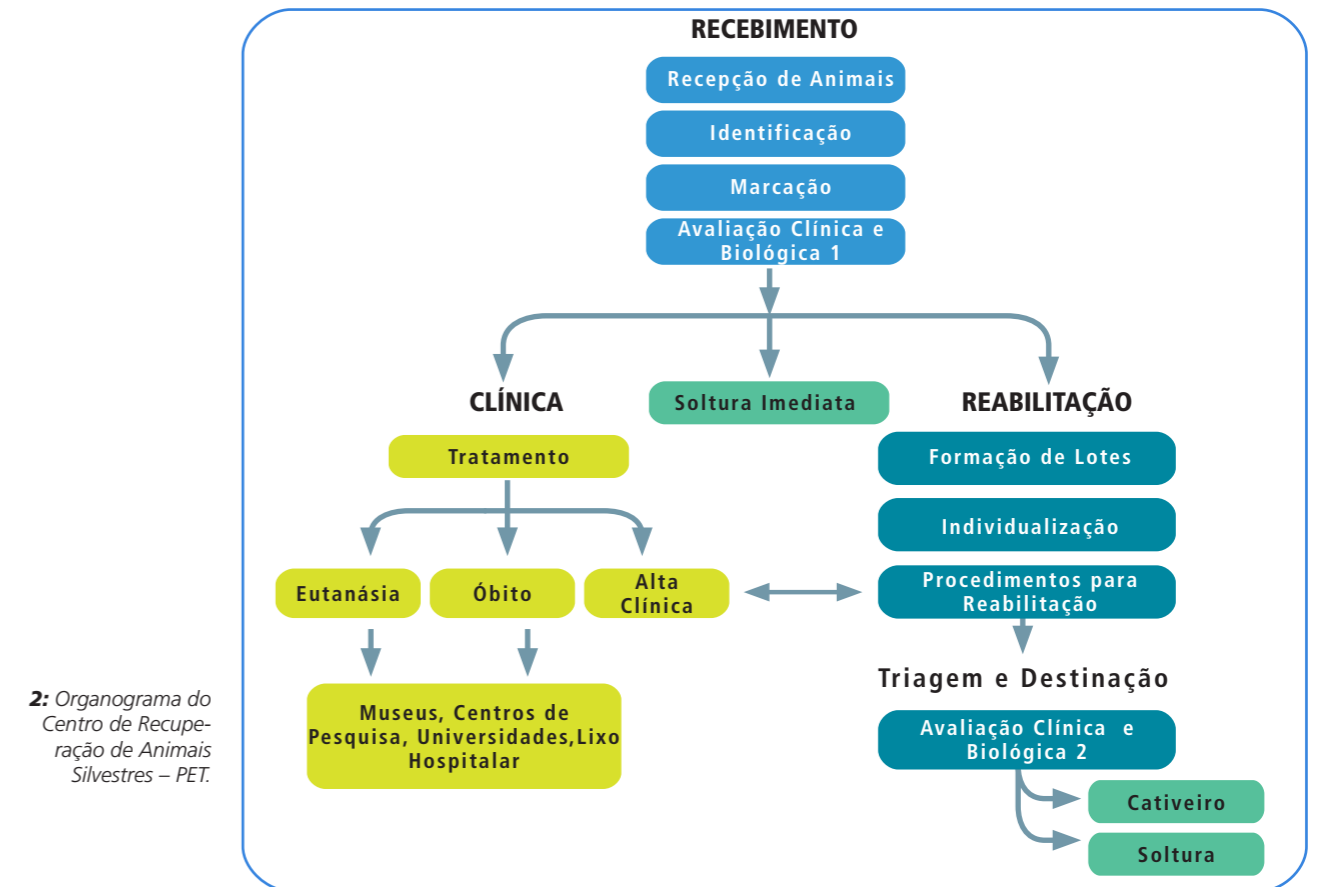 RECEBIMENTO
Recepção de Animais
Identificação
Marcação
Avaliação Clínica e
Biológica 1
CLÍNICA
Soltura Imediata
REABILITAÇÃO
Tratamento
Formação de Lotes
Individualização
Eutanásia
Óbito
Alta
Clínica
Procedimentos para
Reabilitação
Triagem e Destinação
Museus, Centros de
Pesquisa, Universidades,Lixo
Hospitalar
Avaliação Clínica e
Biológica 2
Cativeiro
Soltura
2: Organograma do
Centro de Recupe-
ração de Animais
Silvestres – PET.